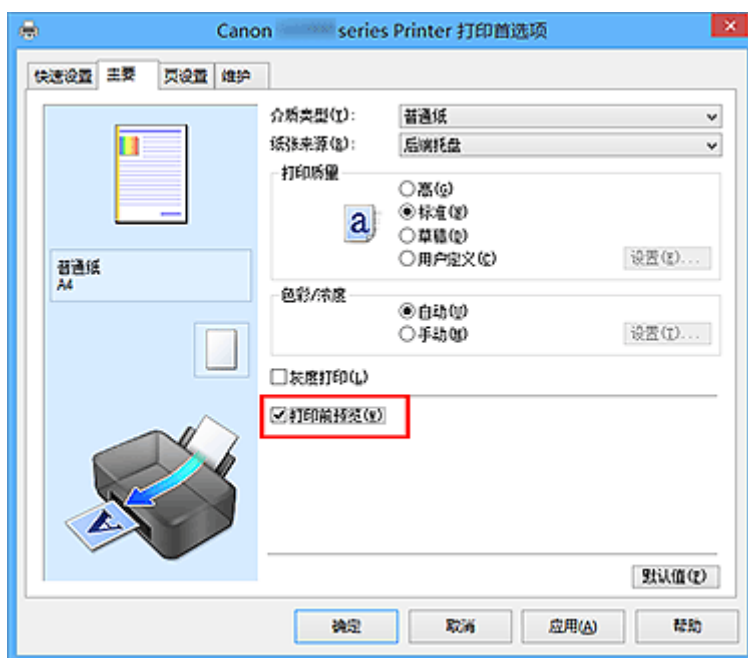 Canon series Printer 打印首选项
快速设置 主要 页设置 维护
介质类型(T): 普通纸
纸张来源(R): 后端托盘
打印质量
高(G)
标准(N)
草稿(D)
用户定义(C) 设置(E)...
普通纸
A4
色彩/浓度
自动(U)
手动(M) 设置(T)...
灰度打印(L)
打印前预览(V)
默认值(F)
确定 取消 应用(A) 帮助